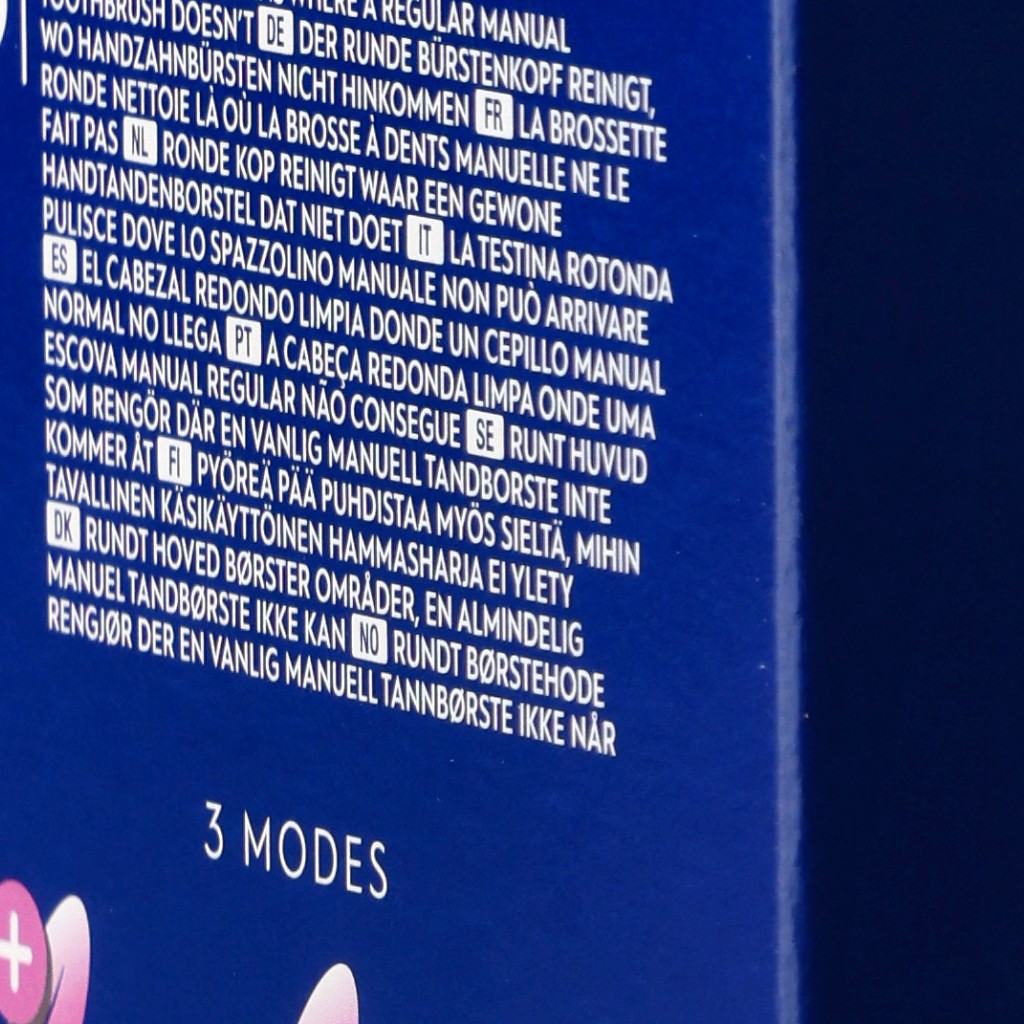 WHERE A REGULAR MANUAL
TOOTHBRUSH DOESN'T DE DER RUNDE BÜRSTENKOPF REINIGT,
WO HANDZAHNBÜRSTEN NICHT HINKOMMEN FR LA BROSSETTE
RONDE NETTOIE LÀ OÙ LA BROSSE À DENTS MANUELLE NE LE
FAIT PAS NL RONDE KOP REINIGT WAAR EEN GEWONE
HANDTANDENBORSTEL DAT NIET DOET IT LA TESTINA ROTONDA
PULISCE DOVE LO SPAZZOLINO MANUALE NON PUÒ ARRIVARE
ES EL CABEZAL REDONDO LIMPIA DONDE UN CEPILLO MANUAL
NORMAL NO LLEGA PT A CABEÇA REDONDA LIMPA ONDE UMA
ESCOVA MANUAL REGULAR NÃO CONSEGUE SE RUNT HUVUD
SOM RENGÖR DÄR EN VANLIG MANUELL TANDBORSTE INTE
KOMMER ÅT FI PYÖREÄ PÄÄ PUHDISTAA MYÖS SIELTÄ, MIHIN
TAVALLINEN KÄSIKÄYTTÖINEN HAMMASHARJA EI YLETY
DK RUNDT HOVED BØRSTER OMRÅDER, EN ALMINDELIG
MANUEL TANDBØRSTE IKKE KAN NO RUNDT BØRSTEHODE
RENGJØR DER EN VANLIG MANUELL TANNBØRSTE IKKE NÅR
3 MODES
+